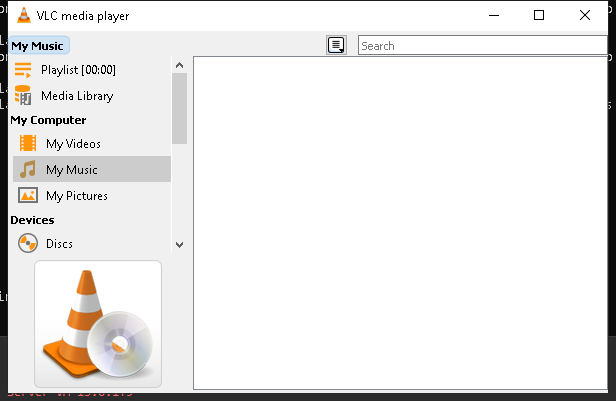 VLC media player
My Music
Search
Playlist [00:00]
Media Library
My Computer
My Videos
My Music
My Pictures
Devices
Discs